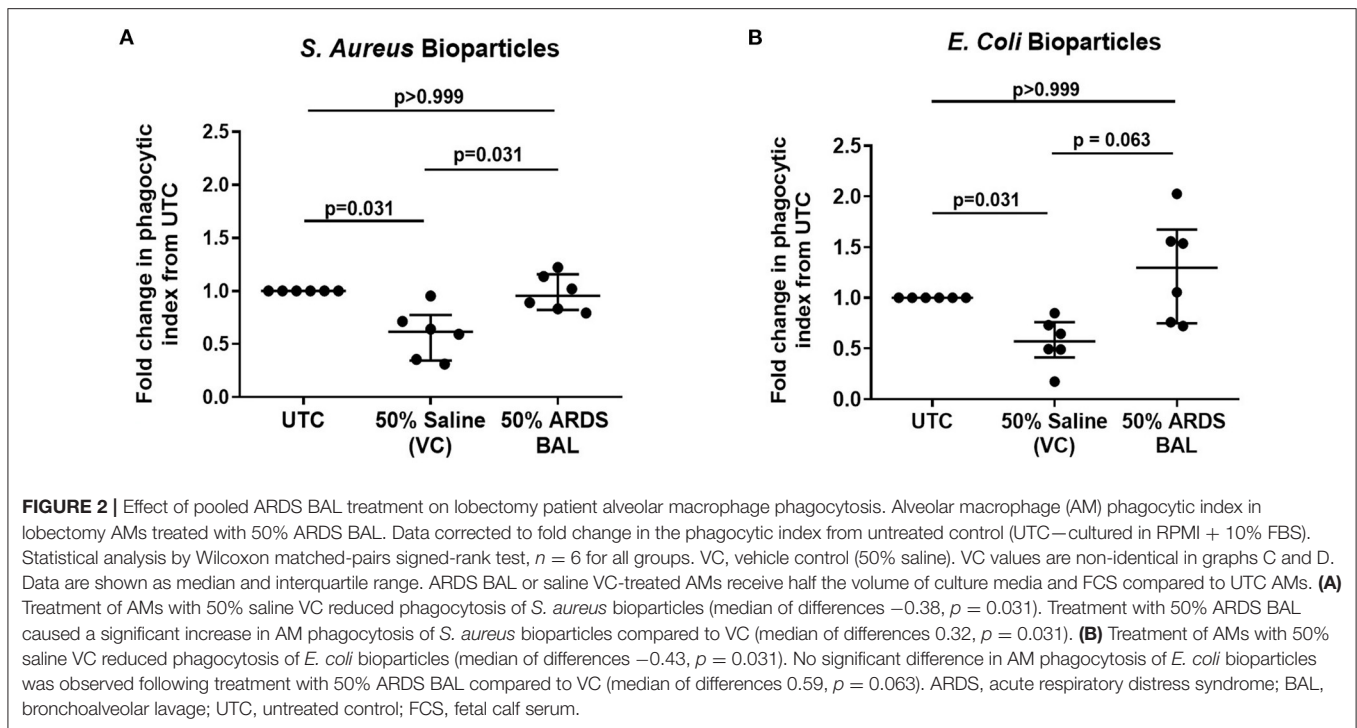 A
S. Aureus Bioparticles
p>0.999
p=0.031
p=0.031
Fold change in phagocytic
index from UTC
2.5
2.0
1.5
1.0
0.5
0.0
UTC
50% Saline
(VC)
50% ARDS
BAL
B
E. Coli Bioparticles
p>0.999
p = 0.063
p=0.031
Fold change in phagocytic
index from UTC
2.5
2.0
1.5
1.0
0.5
0.0
UTC
50% Saline
(VC)
50% ARDS
BAL
FIGURE 2 | Effect of pooled ARDS BAL treatment on lobectomy patient alveolar macrophage phagocytosis. Alveolar macrophage (AM) phagocytic index in
lobectomy AMs treated with 50% ARDS BAL. Data corrected to fold change in the phagocytic index from untreated control (UTC—cultured in RPMI + 10% FBS).
Statistical analysis by Wilcoxon matched-pairs signed-rank test, n = 6 for all groups. VC, vehicle control (50% saline). VC values are non-identical in graphs C and D.
Data are shown as median and interquartile range. ARDS BAL or saline VC-treated AMs receive half the volume of culture media and FCS compared to UTC AMs. (A)
Treatment of AMs with 50% saline VC reduced phagocytosis of S. aureus bioparticles (median of differences −0.38, p = 0.031). Treatment with 50% ARDS BAL
caused a significant increase in AM phagocytosis of S. aureus bioparticles compared to VC (median of differences 0.32, p = 0.031). (B) Treatment of AMs with 50%
saline VC reduced phagocytosis of E. coli bioparticles (median of differences −0.43, p = 0.031). No significant difference in AM phagocytosis of E. coli bioparticles
was observed following treatment with 50% ARDS BAL compared to VC (median of differences 0.59, p = 0.063). ARDS, acute respiratory distress syndrome; BAL,
bronchoalveolar lavage; UTC, untreated control; FCS, fetal calf serum.